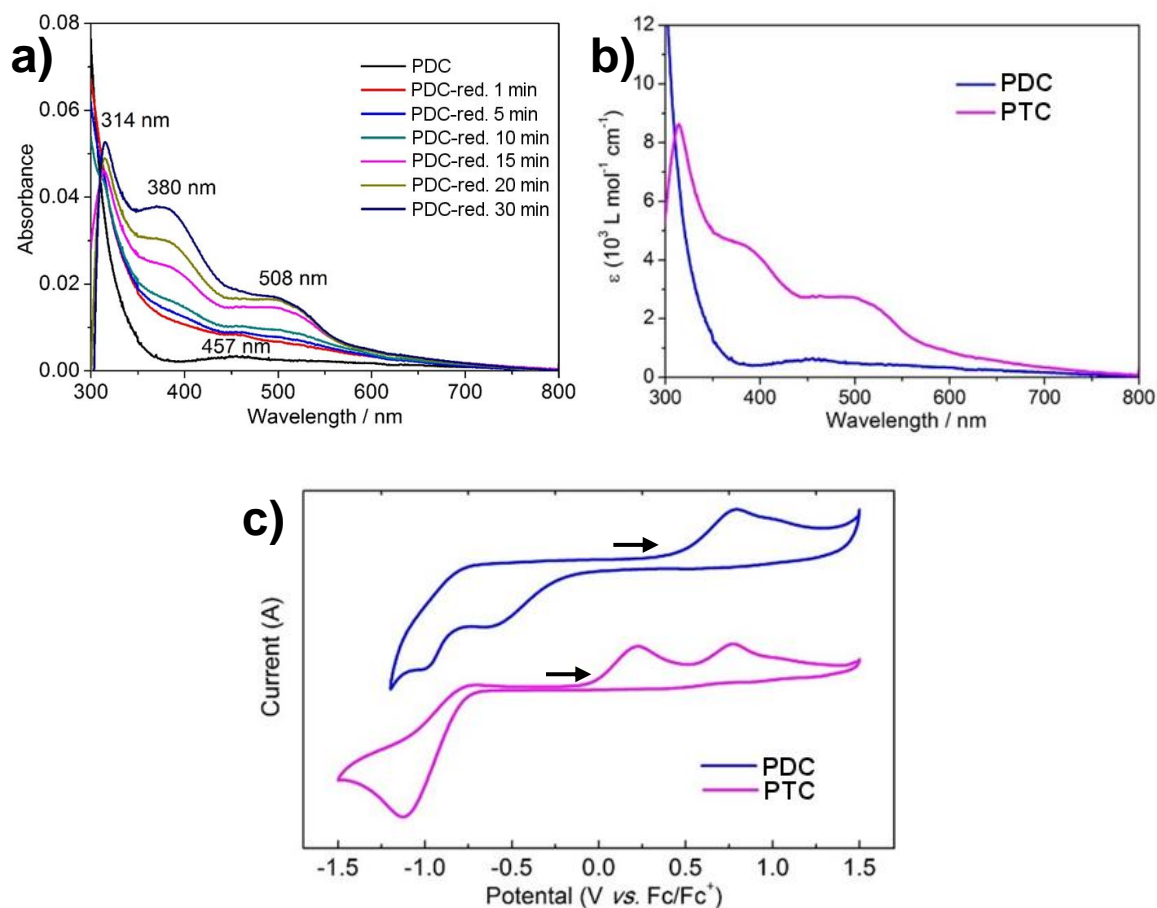 a)
0.08
0.06
0.04
0.02
0.00
Absorbance
314 nm
380 nm
508 nm
457 nm
PDC
PDC-red. 1 min
PDC-red. 5 min
PDC-red. 10 min
PDC-red. 15 min
PDC-red. 20 min
PDC-red. 30 min
300 400 500 600 700 800
Wavelength / nm
b)
12
10
8
6
4
2
0
ε (10³ L mol⁻¹ cm⁻¹)
PDC
PTC
300 400 500 600 700 800
Wavelength / nm
c)
Current (A)
PDC
PTC
-1.5 -1.0 -0.5 0.0 0.5 1.0 1.5
Potential (V vs. Fc/Fc⁺)